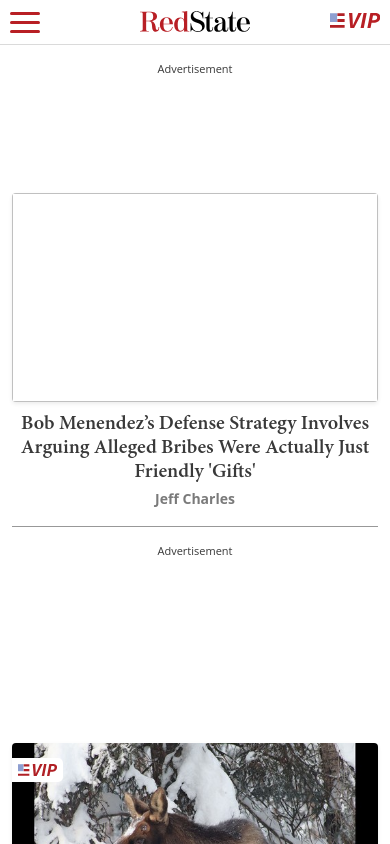 RedState
VIP
Advertisement
Bob Menendez’s Defense Strategy Involves
Arguing Alleged Bribes Were Actually Just
Friendly 'Gifts'
Jeff Charles
Advertisement
VIP